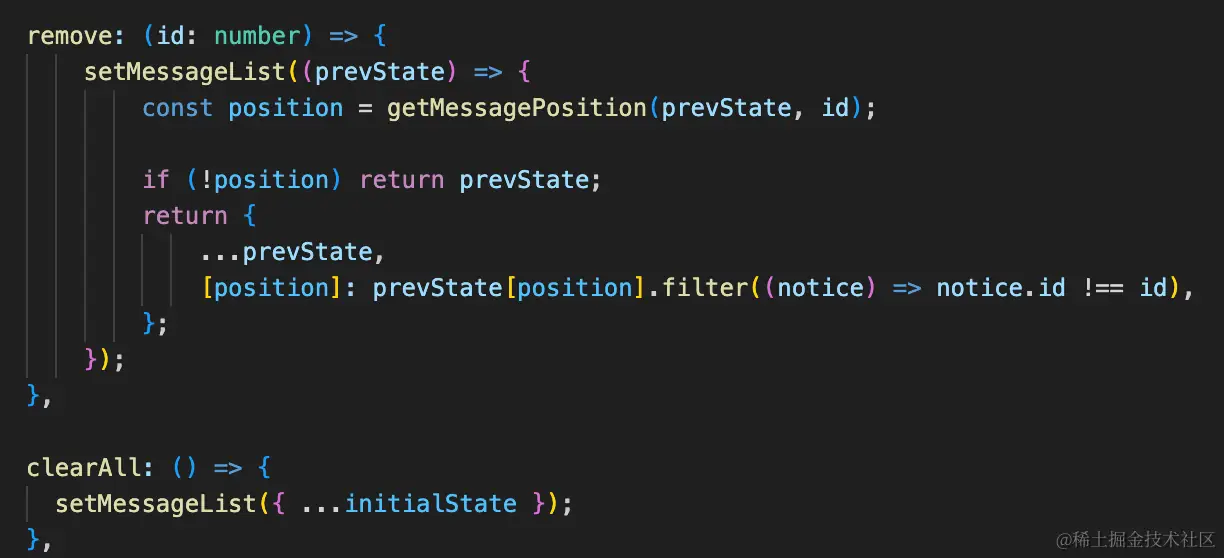 remove: (id: number) => {
    setMessageList((prevState) => {
        const position = getMessagePosition(prevState, id);

        if (!position) return prevState;
        return {
            ...prevState,
            [position]: prevState[position].filter((notice) => notice.id !== id),
        };
    });
},

clearAll: () => {
  setMessageList({ ...initialState });
},
@稀土掘金技术社区